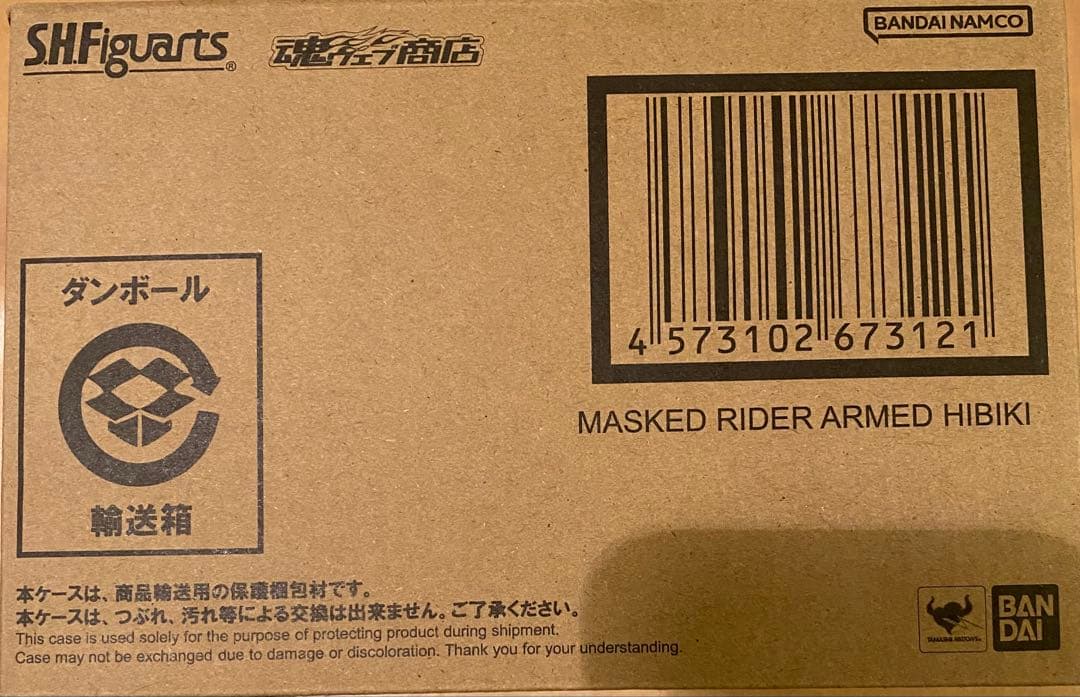 S.H.Figuarts®
魂ウェブ商店
BANDAI NAMCO
4 573102 673121
MASKED RIDER ARMED HIBIKI
ダンボール
輸送箱
本ケースは、商品輸送用の保護梱包材です。
本ケースは、つぶれ、汚れ等による交換は出来ません。ご了承ください。
This case is used solely for the purpose of protecting product during shipment.
Case may not be exchanged due to damage or discoloration. Thank you for your understanding.
TAMASHII NATIONS
BAN
DAI